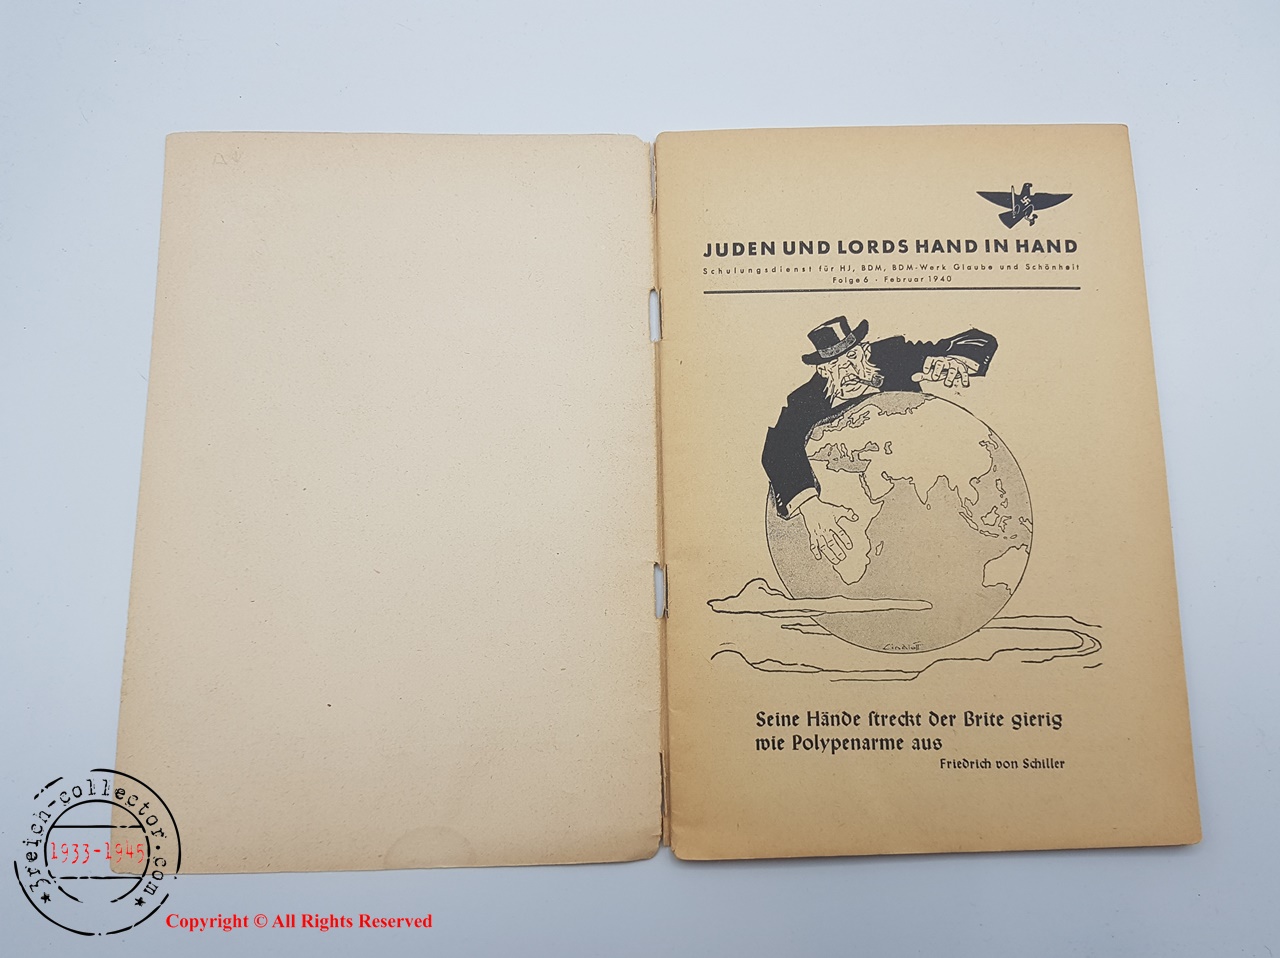 JUDEN UND LORDS HAND IN HAND
Schulungsdienst für HJ, BDM, BDM-Werk Glaube und Schönheit
Folge 6 · Februar 1940
Seine Hände streckt der Brite gierig
wie Polypenarme aus
Friedrich von Schiller
3reich-collector.com
1933-1945
Copyright © All Rights Reserved